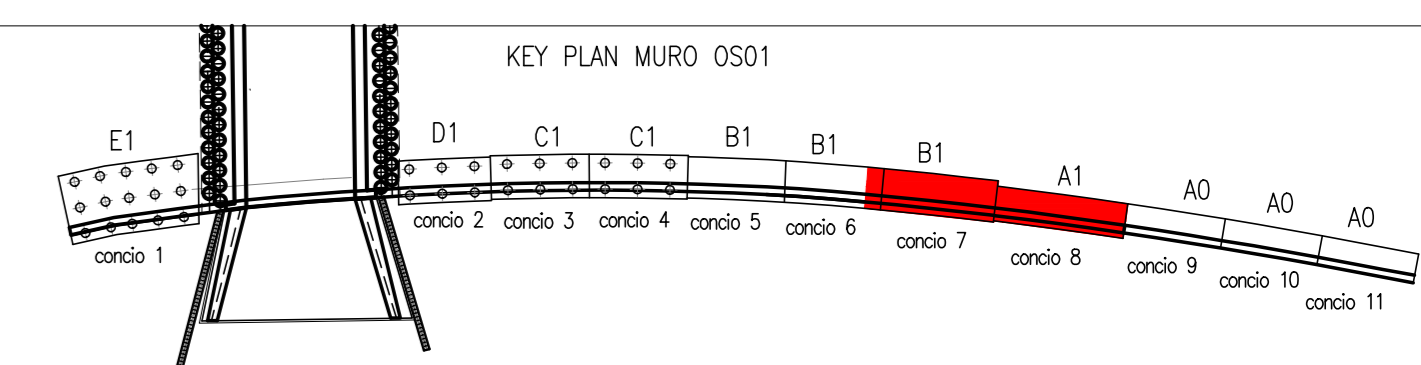 KEY PLAN MURO OS01
E1
D1
C1
C1
B1
B1
B1
A1
A0
A0
A0
concio 1
concio 2
concio 3
concio 4
concio 5
concio 6
concio 7
concio 8
concio 9
concio 10
concio 11